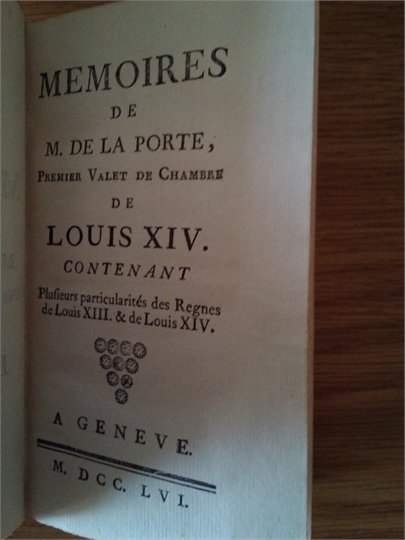 MEMOIRES
DE
M. DE LA PORTE,
PREMIER VALET DE CHAMBRE
DE
LOUIS XIV.
CONTENANT
Plusieurs particularités des Regnes
de Louis XIII. & de Louis XIV.
A GENEVE.
M. DCC. LVI.